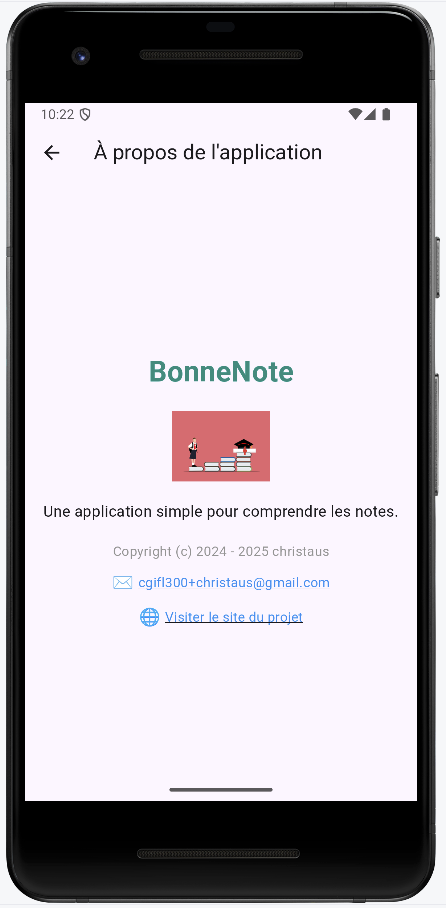 10:22
À propos de l'application
BonneNote
Une application simple pour comprendre les notes.
Copyright (c) 2024 - 2025 christaus
cgifl300+christaus@gmail.com
Visiter le site du projet